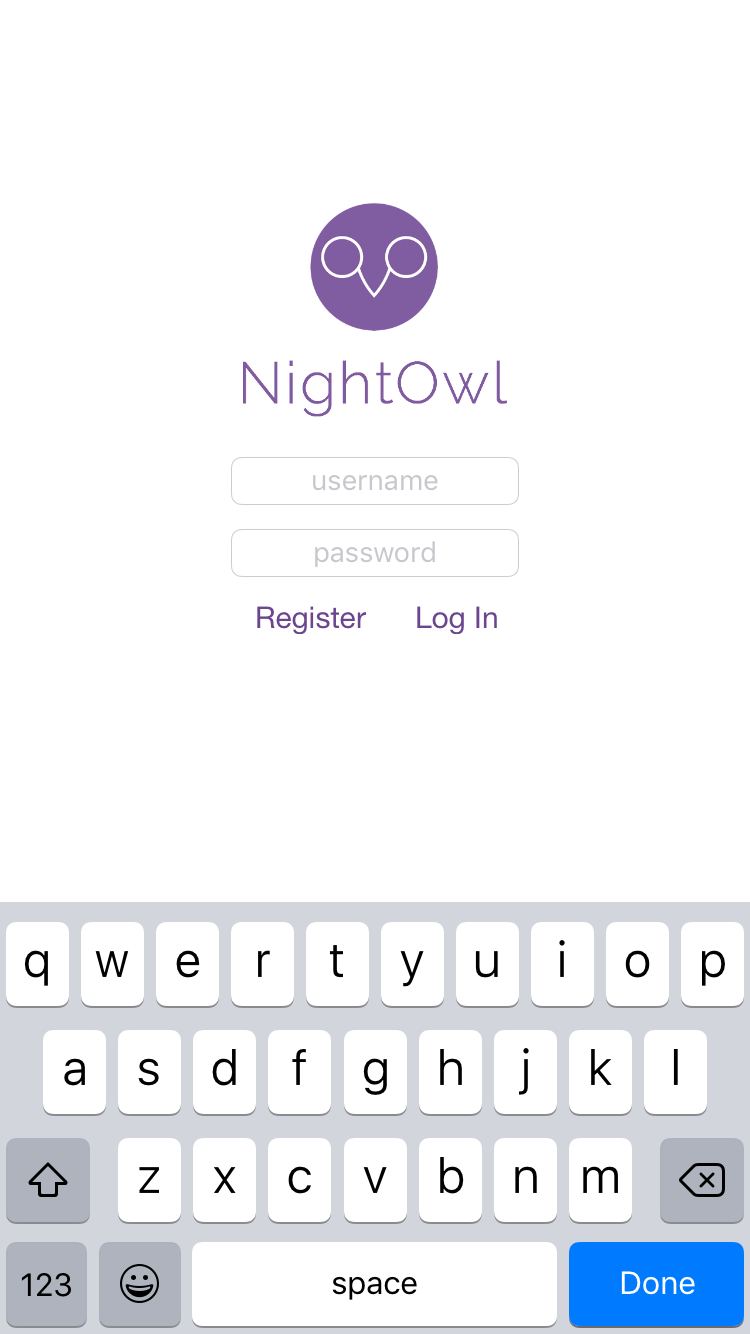 NightOwl
username
password
Register Log In
q w e r t y u i o p
a s d f g h j k l
z x c v b n m
123 space Done